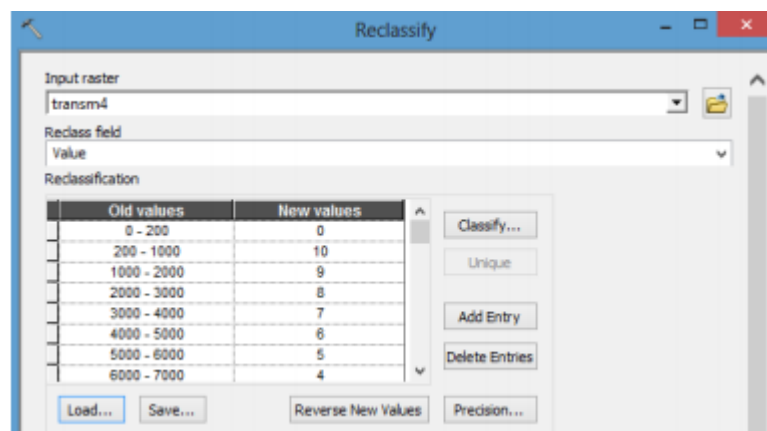 Reclassify
Input raster
transm4
Reclass field
Value
Reclassification
Old values New values
0 - 200 0
200 - 1000 10
1000 - 2000 9
2000 - 3000 8
3000 - 4000 7
4000 - 5000 6
5000 - 6000 5
6000 - 7000 4
Classify...
Unique
Add Entry
Delete Entries
Load... Save... Reverse New Values Precision...